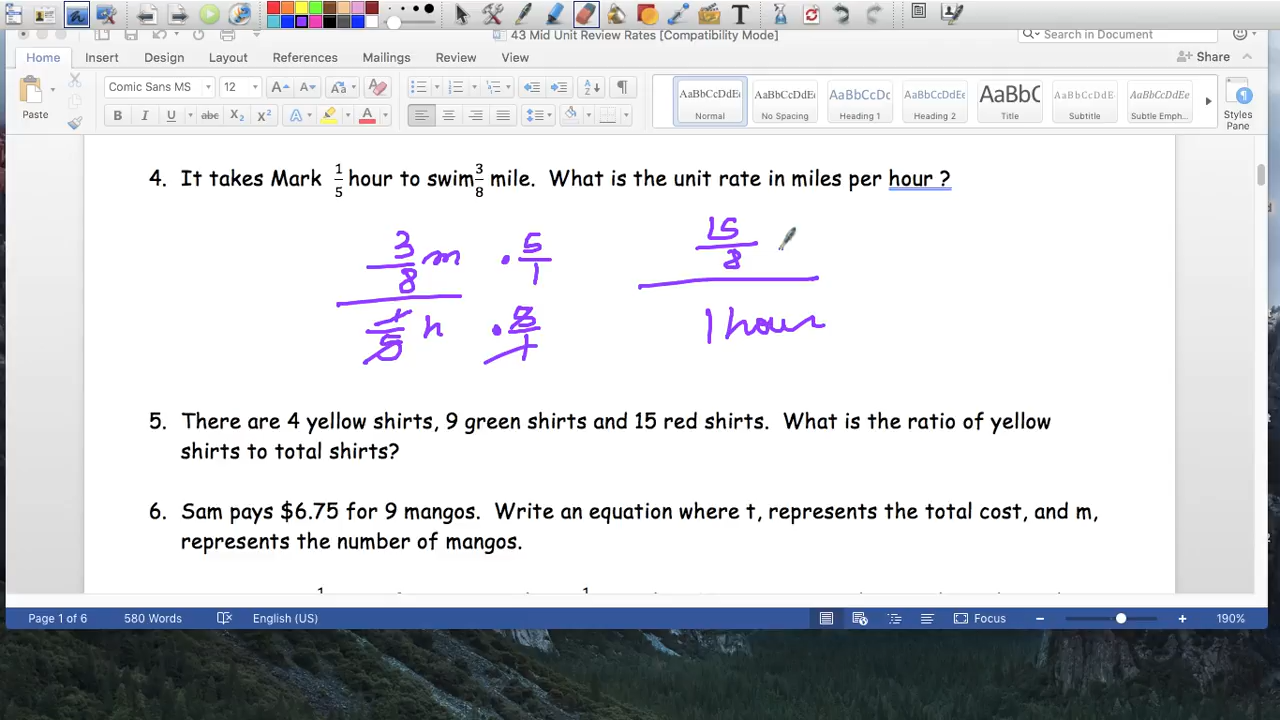 43 Mid Unit Review Rates [Compatibility Mode]
Search in Document
Home Insert Design Layout References Mailings Review View
Share
Paste
Comic Sans MS 12
AaBbCcDdEe AaBbCcDdEe AaBbCcDc AaBbCcDdEe AaBbC AaBbCcDdEe AaBbCcDdEe
Normal No Spacing Heading 1 Heading 2 Title Subtitle Subtle Emph...
Styles Pane
4. It takes Mark 1/5 hour to swim 3/8 mile. What is the unit rate in miles per hour ?
3/8 m · 5/1
1/5 h · 5/1
15/8
1 hour
5. There are 4 yellow shirts, 9 green shirts and 15 red shirts. What is the ratio of yellow
shirts to total shirts?
6. Sam pays $6.75 for 9 mangos. Write an equation where t, represents the total cost, and m,
represents the number of mangos.
Page 1 of 6 580 Words English (US) Focus 190%